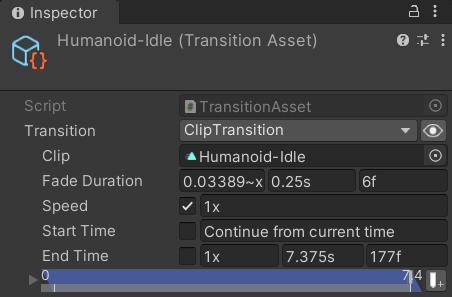 Inspector
Humanoid-Idle (Transition Asset)
Script TransitionAsset
Transition ClipTransition
Clip Humanoid-Idle
Fade Duration 0.03389~x 0.25s 6f
Speed 1x
Start Time Continue from current time
End Time 1x 7.375s 177f
0 7.4